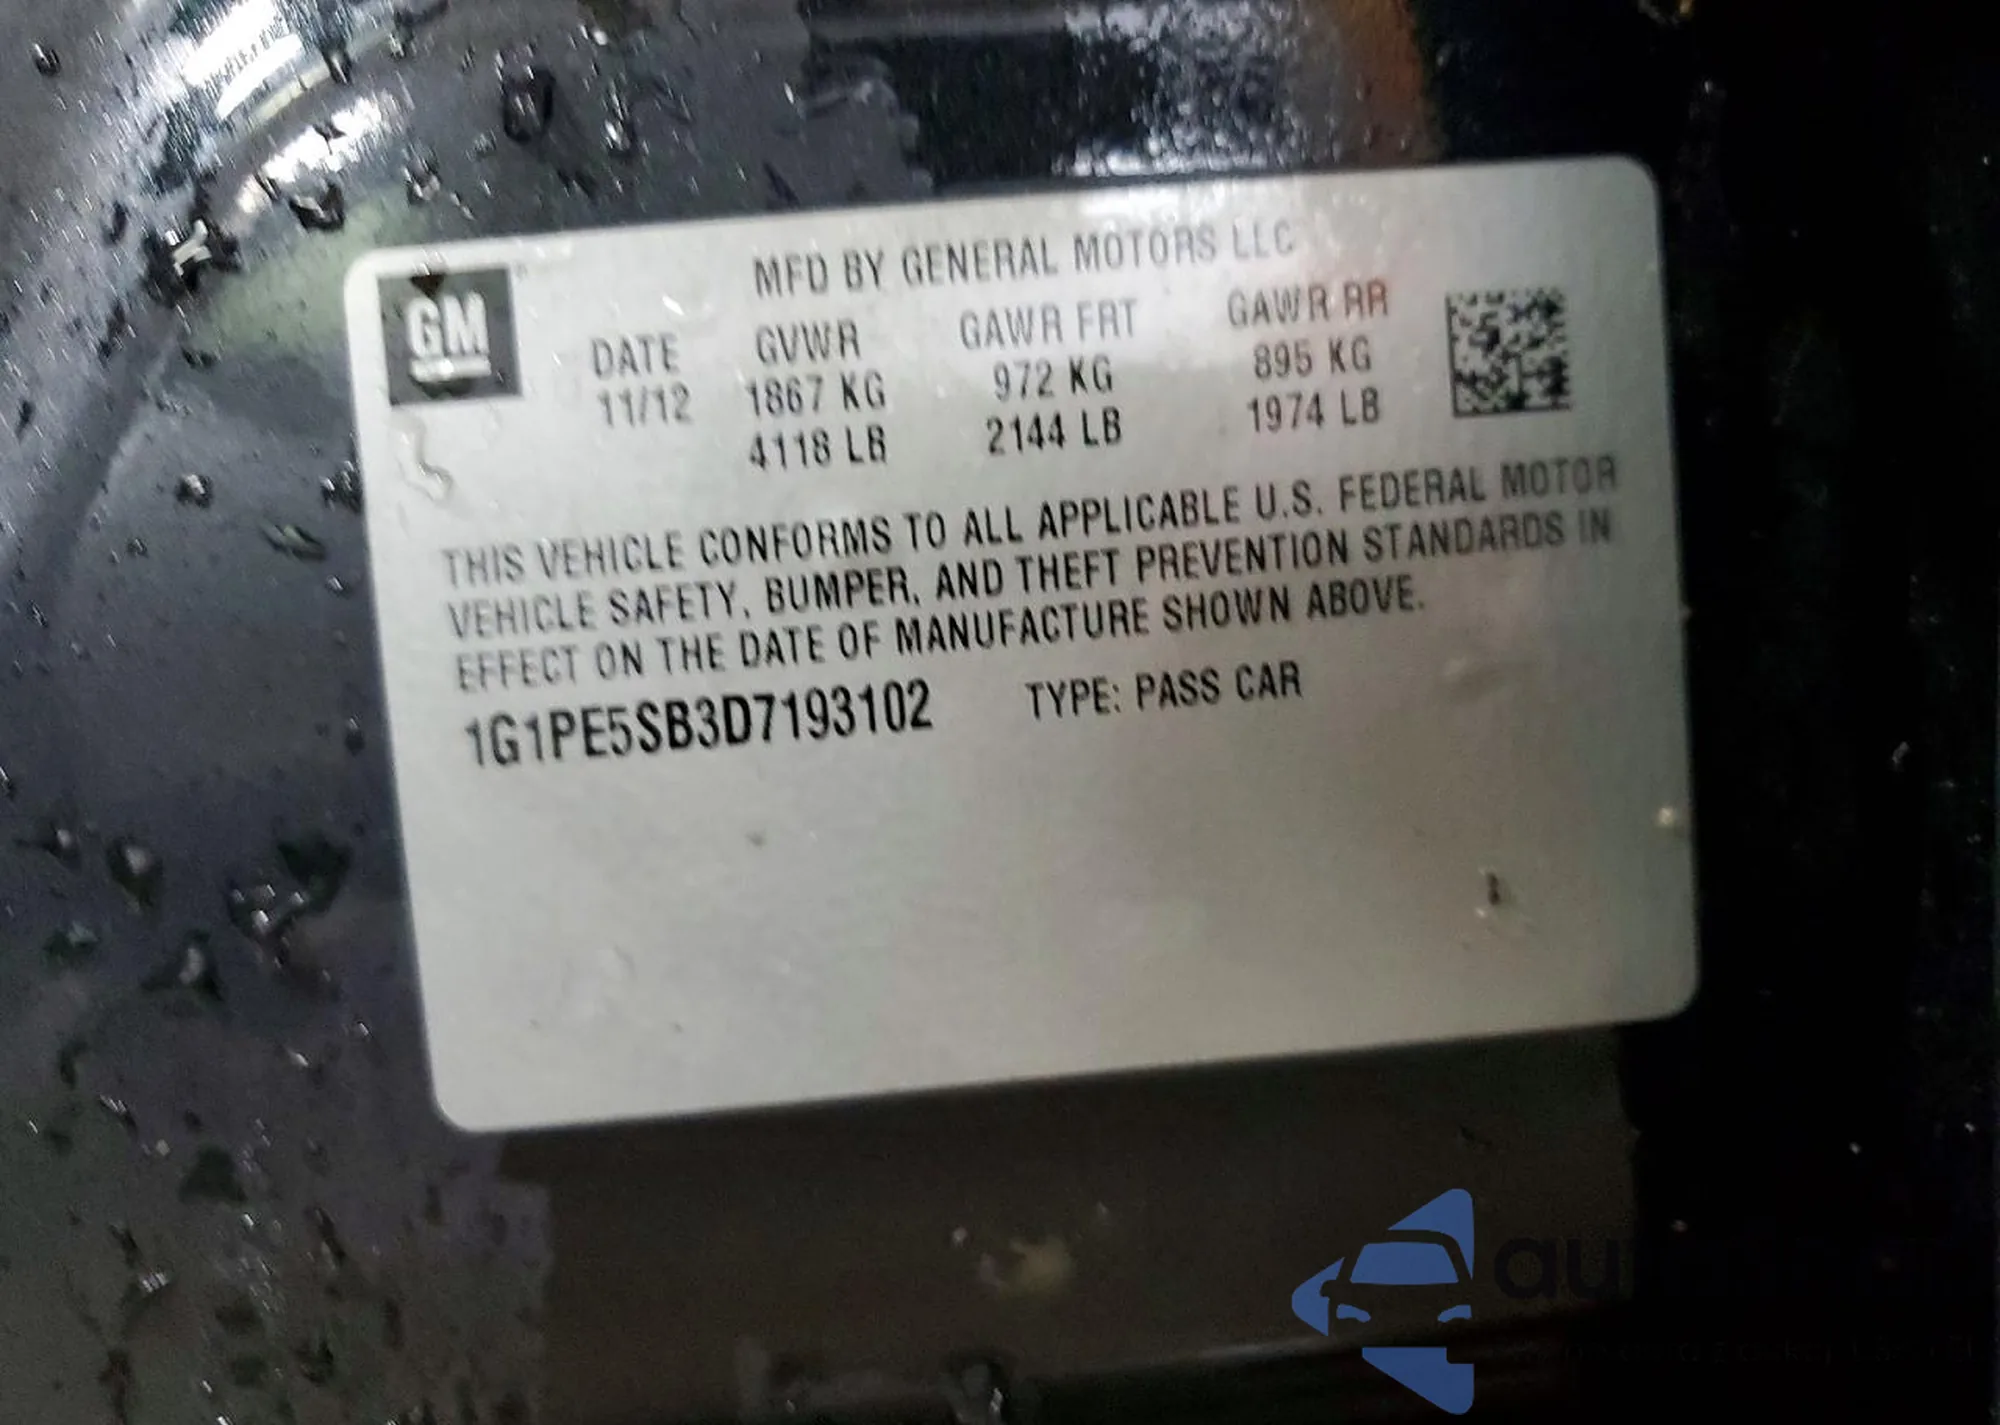 GM
MFD BY GENERAL MOTORS LLC
DATE GVWR GAWR FRT GAWR RR
11/12 1867 KG 972 KG 895 KG
4118 LB 2144 LB 1974 LB
THIS VEHICLE CONFORMS TO ALL APPLICABLE U.S. FEDERAL MOTOR
VEHICLE SAFETY, BUMPER, AND THEFT PREVENTION STANDARDS IN
EFFECT ON THE DATE OF MANUFACTURE SHOWN ABOVE.
1G1PE5SB3D7193102 TYPE: PASS CAR